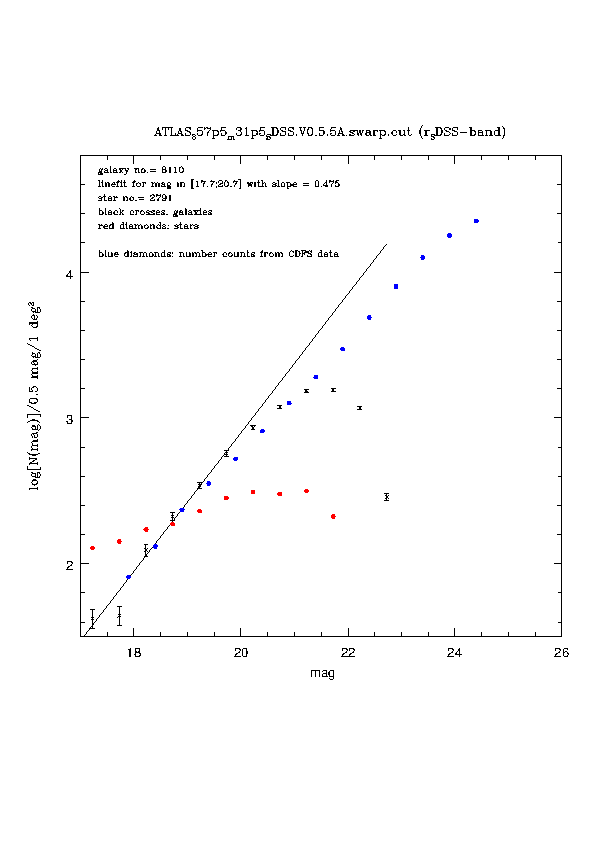 ATLAS_s57p5_m31p5_sDSS.V0.5.5A.swarp.cut (r_sDSS-band)
galaxy no.= 8110
linefit for mag in [17.7;20.7] with slope = 0.475
star no.= 2791
black crosses: galaxies
red diamonds: stars
blue diamonds: number counts from CDFS data
log[N(mag)]/0.5 mag/1 deg²
4
3
2
18 20 22 24 26
mag